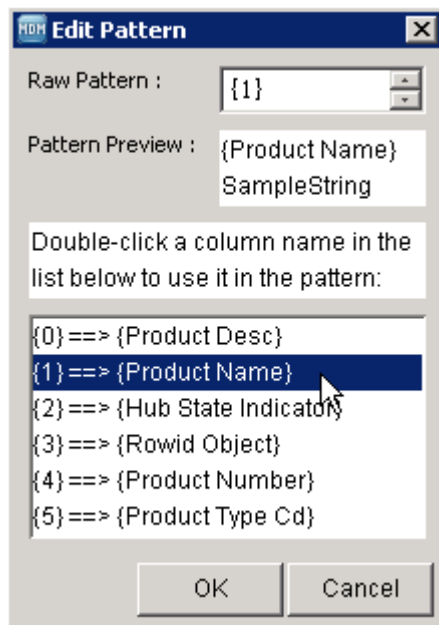 MDM Edit Pattern
Raw Pattern : {1}
Pattern Preview : {Product Name}
SampleString
Double-click a column name in the
list below to use it in the pattern:
{0} ==> {Product Desc}
{1} ==> {Product Name}
{2} ==> {Hub State Indicator}
{3} ==> {Rowid Object}
{4} ==> {Product Number}
{5} ==> {Product Type Cd}
OK Cancel